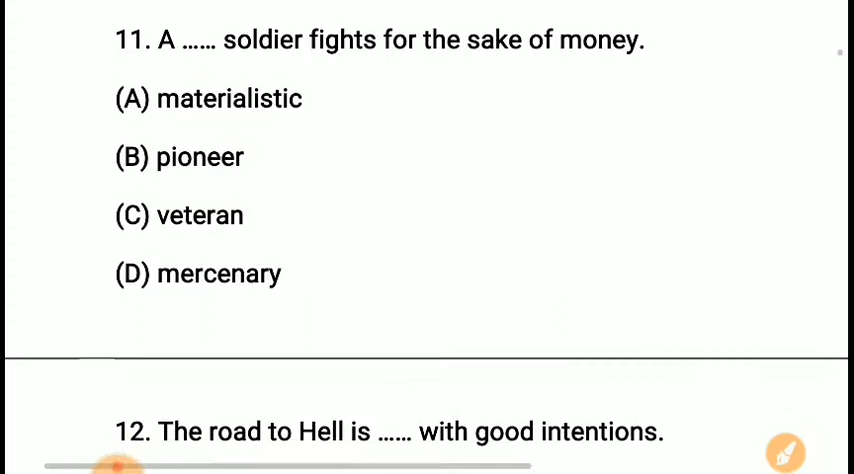 11. A ...... soldier fights for the sake of money.
(A) materialistic
(B) pioneer
(C) veteran
(D) mercenary
12. The road to Hell is ...... with good intentions.